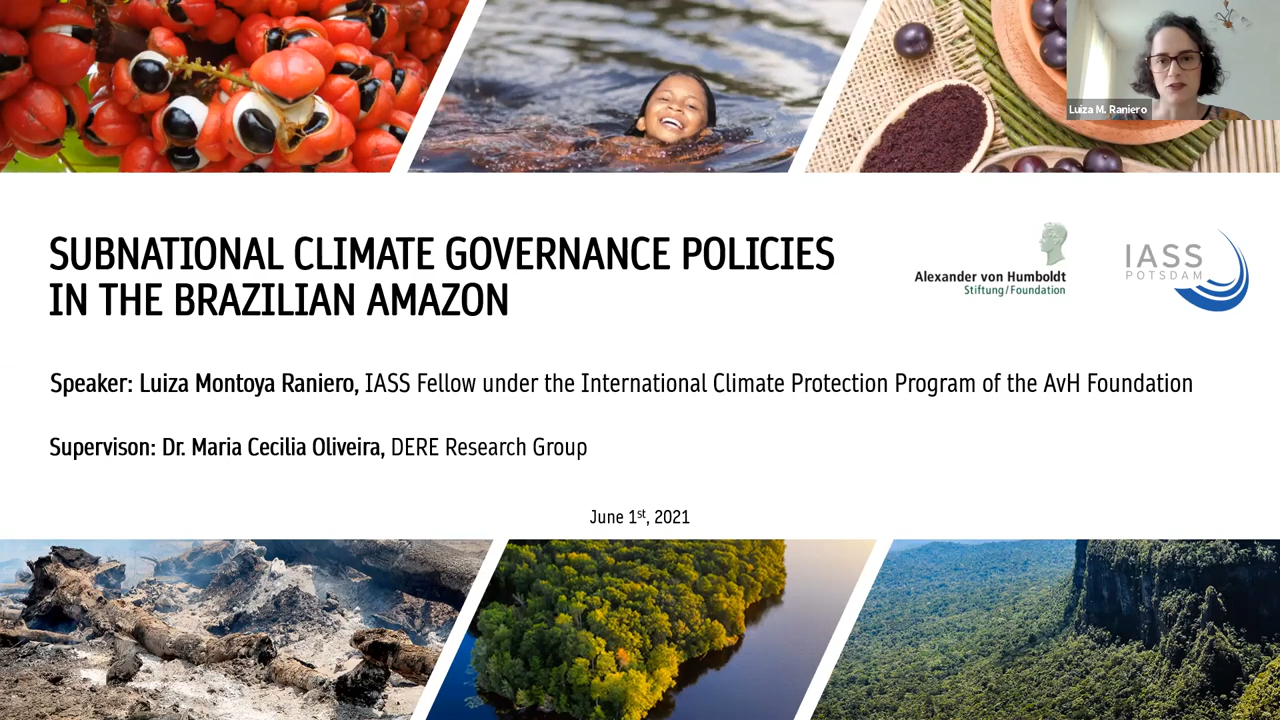 Luiza M. Raniero
SUBNATIONAL CLIMATE GOVERNANCE POLICIES
IN THE BRAZILIAN AMAZON
Alexander von Humboldt
Stiftung/Foundation
IASS
POTSDAM
Speaker: Luiza Montoya Raniero, IASS Fellow under the International Climate Protection Program of the AvH Foundation
Supervison: Dr. Maria Cecilia Oliveira, DERE Research Group
June 1st, 2021